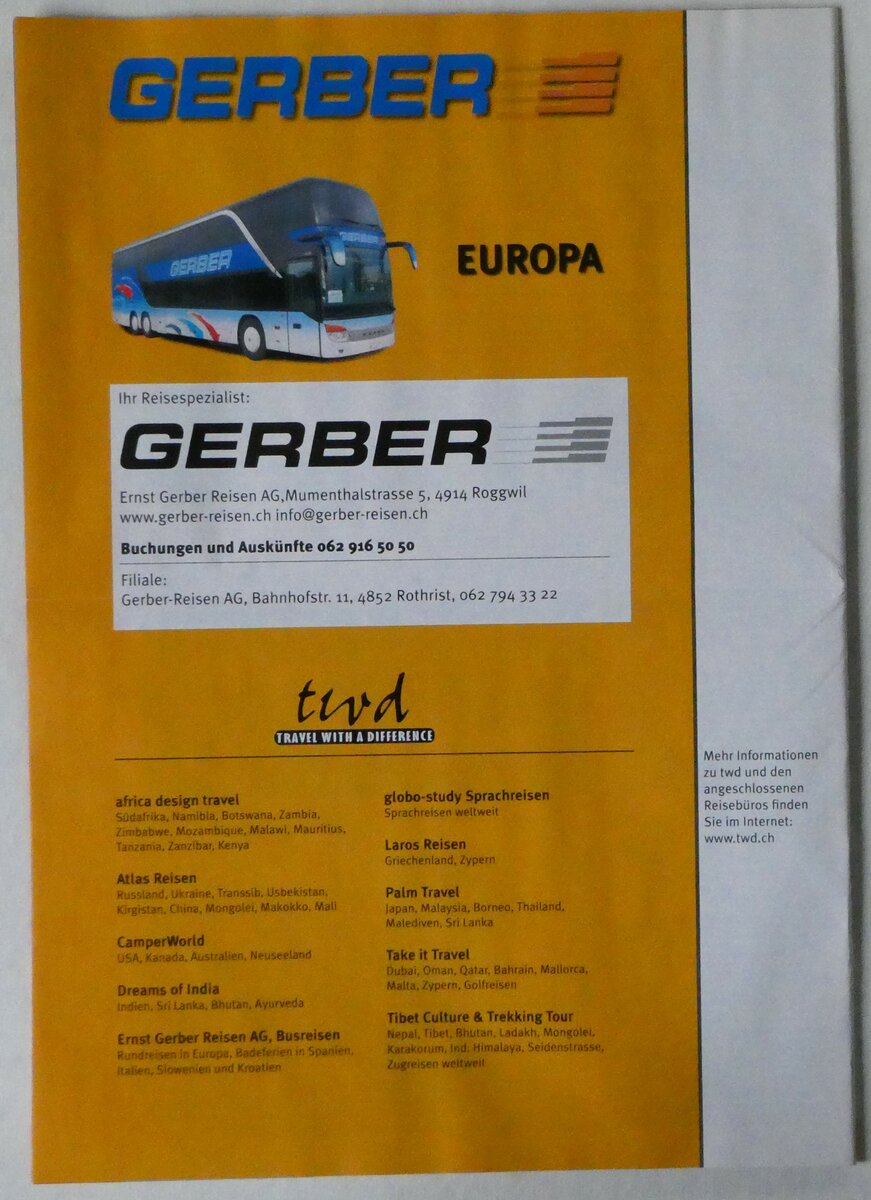 GERBER
GERBER
GERBER
EUROPA
Ihr Reisespezialist:
GERBER
Ernst Gerber Reisen AG,Mumenthalstrasse 5, 4914 Roggwil
www.gerber-reisen.ch info@gerber-reisen.ch
Buchungen und Auskünfte 062 916 50 50
Filiale:
Gerber-Reisen AG, Bahnhofstr. 11, 4852 Rothrist, 062 794 33 22
twd
TRAVEL WITH A DIFFERENCE
africa design travel
Südafrika, Namibia, Botswana, Zambia,
Zimbabwe, Mozambique, Malawi, Mauritius,
Tanzania, Zanzibar, Kenya
Atlas Reisen
Russland, Ukraine, Transsib, Usbekistan,
Kirgistan, China, Mongolei, Makokko, Mali
CamperWorld
USA, Kanada, Australien, Neuseeland
Dreams of India
Indien, Sri Lanka, Bhutan, Ayurveda
Ernst Gerber Reisen AG, Busreisen
Rundreisen in Europa, Badeferien in Spanien,
Italien, Slowenien und Kroatien
globo-study Sprachreisen
Sprachreisen weltweit
Laros Reisen
Griechenland, Zypern
Palm Travel
Japan, Malaysia, Borneo, Thailand,
Malediven, Sri Lanka
Take it Travel
Dubai, Oman, Qatar, Bahrain, Mallorca,
Malta, Zypern, Golfreisen
Tibet Culture & Trekking Tour
Nepal, Tibet, Bhutan, Ladakh, Mongolei,
Karakorum, Ind. Himalaya, Seidenstrasse,
Zugreisen weltweit
Mehr Informationen
zu twd und den
angeschlossenen
Reisebüros finden
Sie im Internet:
www.twd.ch